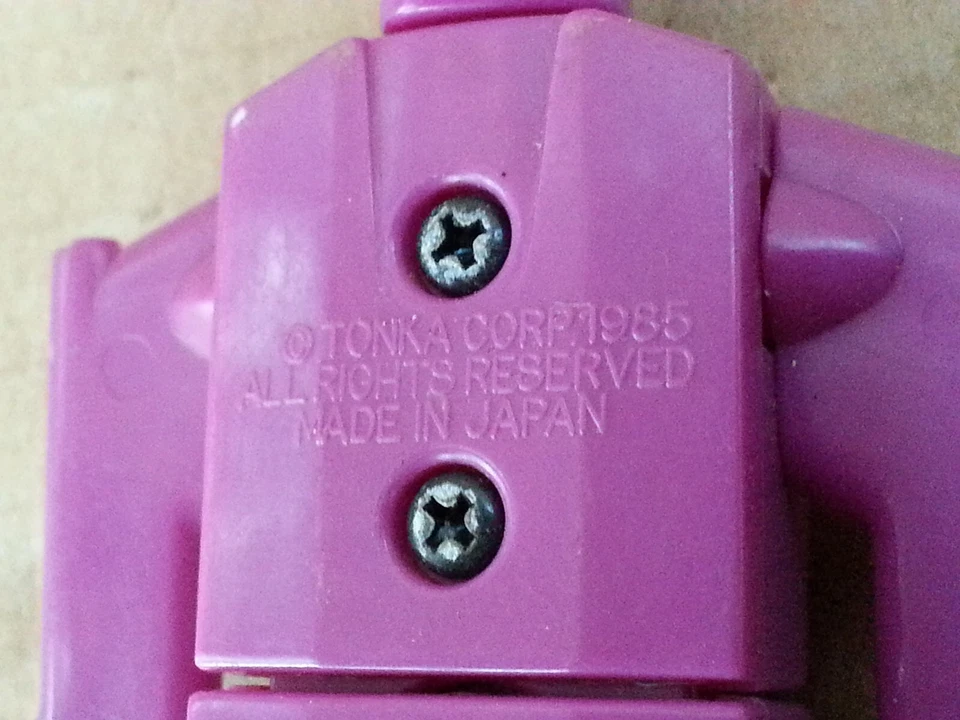 © TONKA CORP. 1985
ALL RIGHTS RESERVED
MADE IN JAPAN